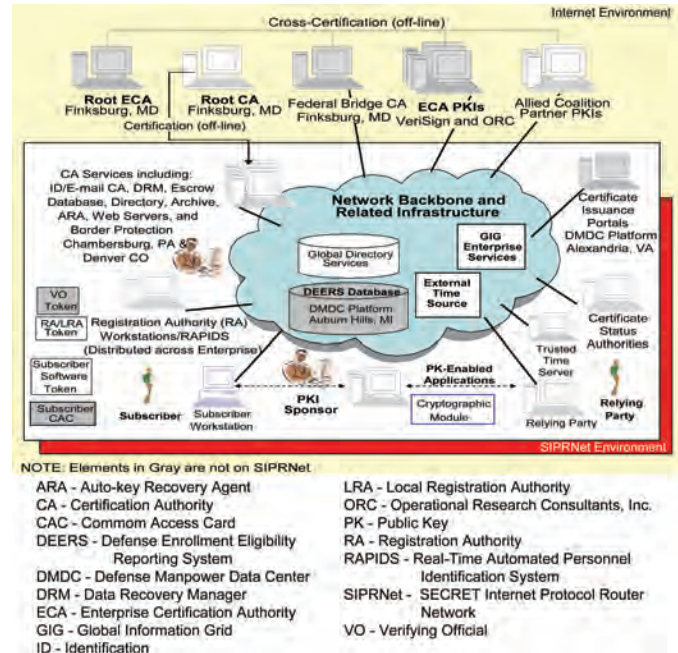 Internet Environment
Cross-Certification (off-line)
Root ECA
Finksburg, MD
Root CA
Finksburg, MD
Federal Bridge CA
Finksburg, MD
ECA PKIs
VeriSign and ORC
Allied Coalition
Partner PKIs
Certification (off-line)
CA Services including:
ID/E-mail CA, DRM, Escrow
Database, Directory, Archive,
ARA, Web Servers, and
Border Protection
Chambersburg, PA &
Denver CO
Network Backbone and
Related Infrastructure
Global Directory
Services
GIG
Enterprise
Services
DEERS Database
DMDC Platform
Auburn Hills, MI
External
Time
Source
Certificate
Issuance
Portals
DMDC Platform
Alexandria, VA
VO
Token
RA/LRA
Token
Registration Authority (RA)
Workstations/RAPIDS
(Distributed across Enterprise)
Certificate
Status
Authorities
Trusted
Time
Server
Subscriber
Software
Token
Subscriber
CAC
Subscriber
Subscriber
Workstation
PKI
Sponsor
PK-Enabled
Applications
Cryptographic
Module
Relying Party
Relying
Party
SIPRNet Environment
NOTE: Elements in Gray are not on SIPRNet
ARA - Auto-key Recovery Agent
CA - Certification Authority
CAC - Commom Access Card
DEERS - Defense Enrollment Eligibility
Reporting System
DMDC - Defense Manpower Data Center
DRM - Data Recovery Manager
ECA - Enterprise Certification Authority
GIG - Global Information Grid
ID - Identification
LRA - Local Registration Authority
ORC - Operational Research Consultants, Inc.
PK - Public Key
RA - Registration Authority
RAPIDS - Real-Time Automated Personnel
Identification System
SIPRNet - SECRET Internet Protocol Router
Network
VO - Verifying Official